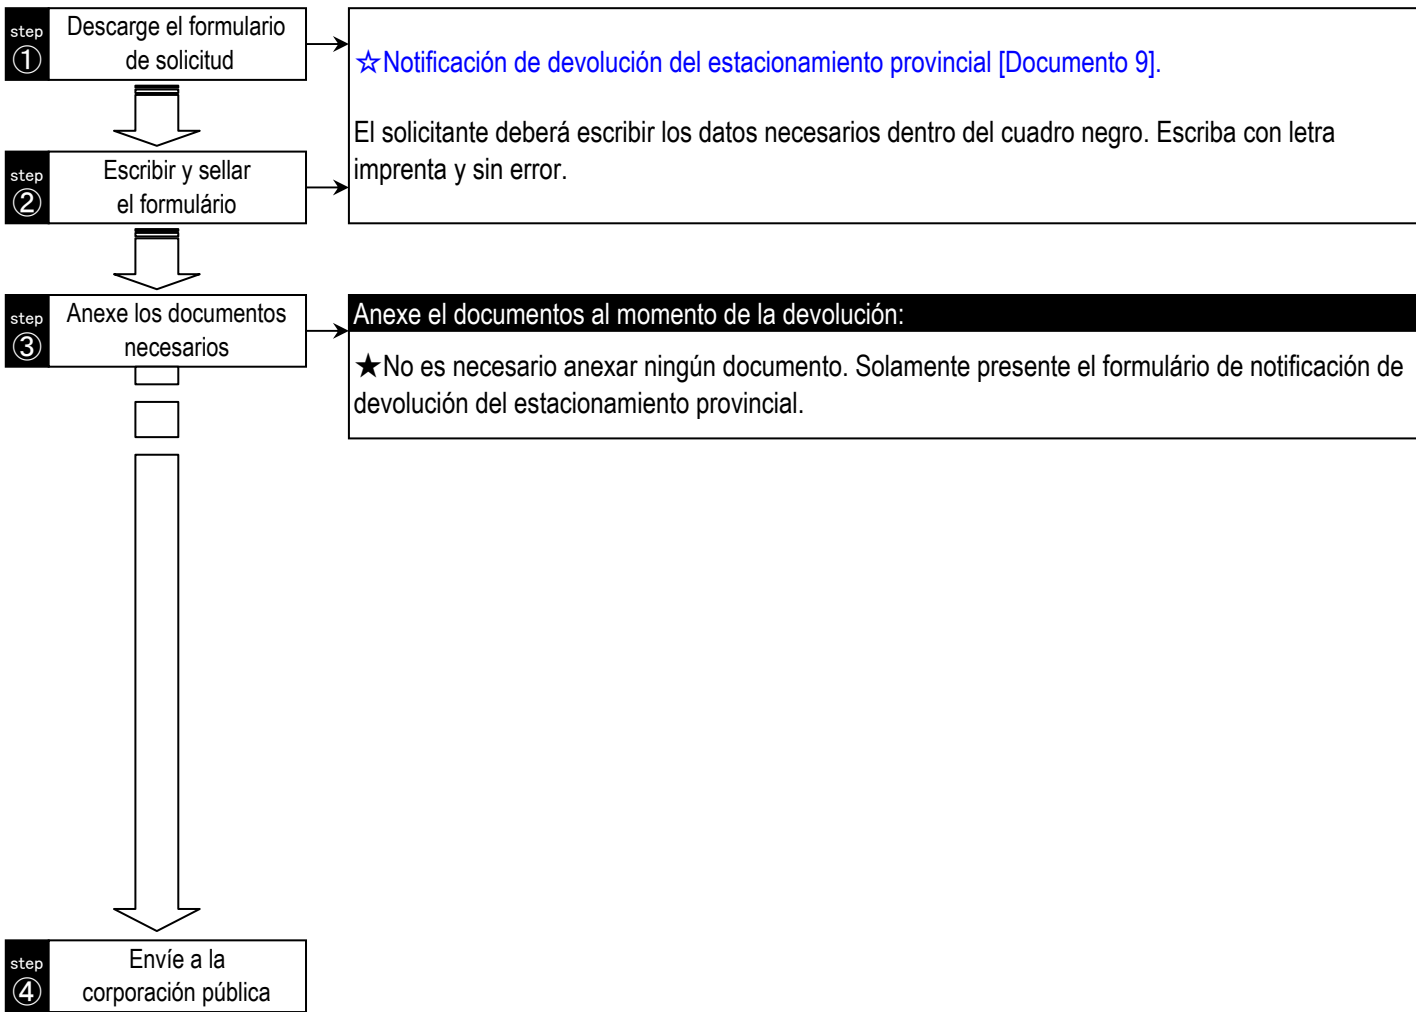 step
①
Descarge el formulario
de solicitud
☆Notificación de devolución del estacionamiento provincial [Documento 9].
El solicitante deberá escribir los datos necesarios dentro del cuadro negro. Escriba con letra
imprenta y sin error.
step
②
Escribir y sellar
el formulário
step
③
Anexe los documentos
necesarios
Anexe el documentos al momento de la devolución:
★No es necesario anexar ningún documento. Solamente presente el formulário de notificación de
devolución del estacionamiento provincial.
step
④
Envíe a la
corporación pública